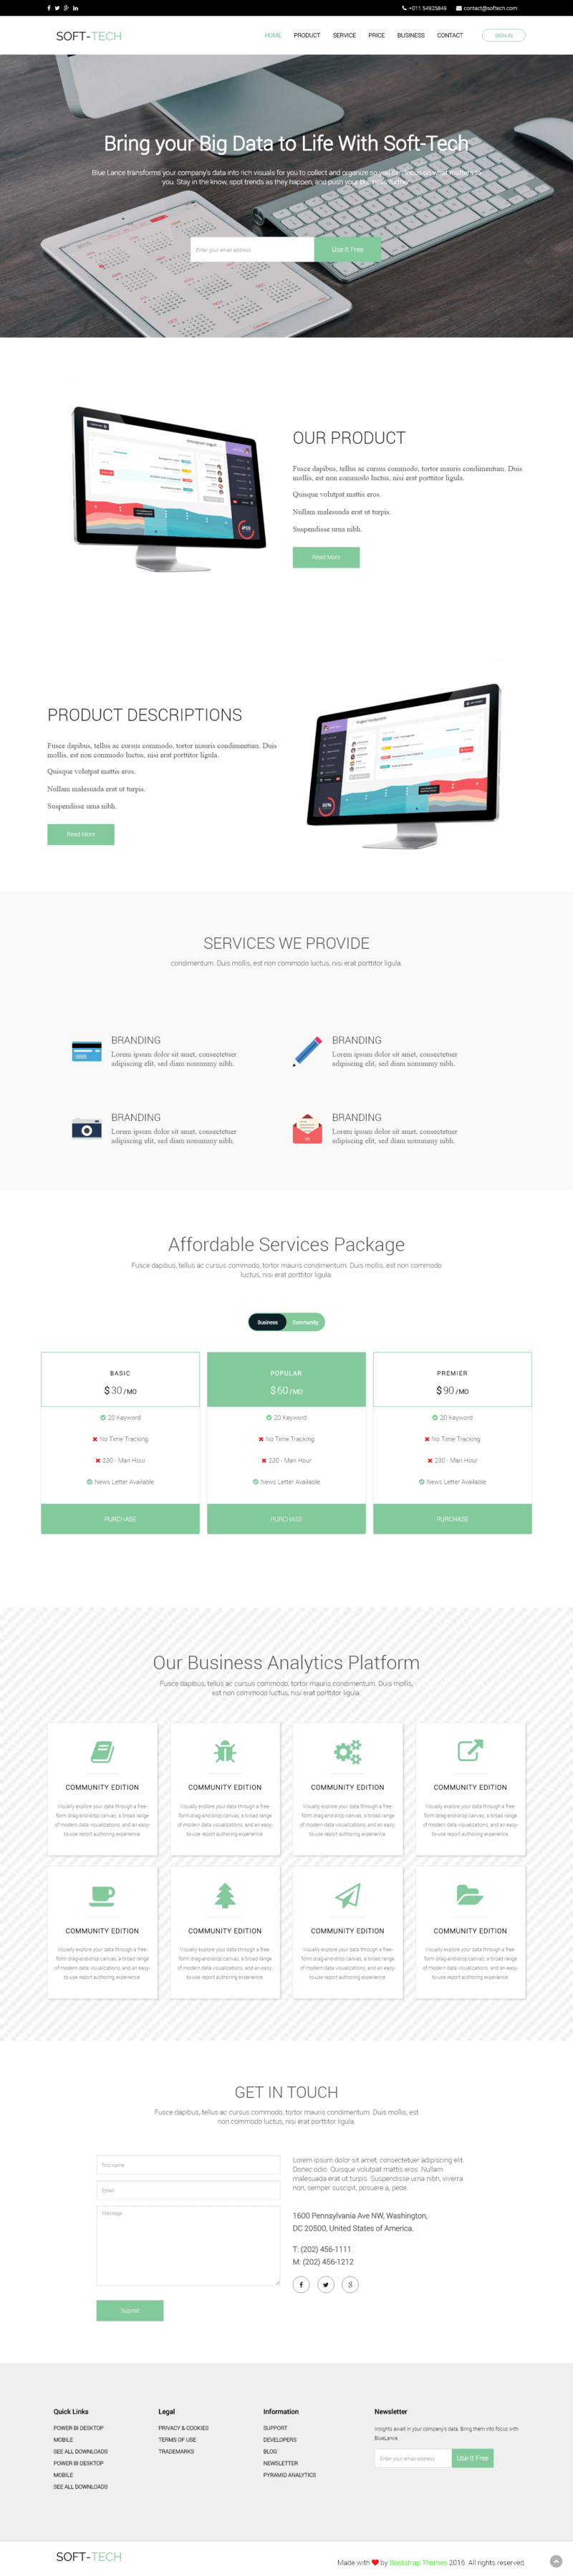 +011 54925849 contact@softech.com
SOFT-TECH
HOME PRODUCT SERVICE PRICE BUSINESS CONTACT SIGN IN
Bring your Big Data to Life With Soft-Tech
Blue Lance transforms your company's data into rich visuals for you to collect and organize so you can focus on what matters to
you. Stay in the know, spot trends as they happen, and push your business further.
Enter your email address Use It Free
OUR PRODUCT
Fusce dapibus, tellus ac cursus commodo, tortor mauris condimentum. Duis
mollis, est non commodo luctus, nisi erat porttitor ligula.
Quisque volutpat mattis eros.
Nullam malesuada erat ut turpis.
Suspendisse urna nibh.
Read More
PRODUCT DESCRIPTIONS
Fusce dapibus, tellus ac cursus commodo, tortor mauris condimentum. Duis
mollis, est non commodo luctus, nisi erat porttitor ligula.
Quisque volutpat mattis eros.
Nullam malesuada erat ut turpis.
Suspendisse urna nibh.
Read More
SERVICES WE PROVIDE
condimentum. Duis mollis, est non commodo luctus, nisi erat porttitor ligula.
BRANDING
Lorem ipsum dolor sit amet, consectetuer
adipiscing elit, sed diam nonummy nibh.
BRANDING
Lorem ipsum dolor sit amet, consectetuer
adipiscing elit, sed diam nonummy nibh.
BRANDING
Lorem ipsum dolor sit amet, consectetuer
adipiscing elit, sed diam nonummy nibh.
BRANDING
Lorem ipsum dolor sit amet, consectetuer
adipiscing elit, sed diam nonummy nibh.
Affordable Services Package
Fusce dapibus, tellus ac cursus commodo, tortor mauris condimentum. Duis mollis, est non commodo
luctus, nisi erat porttitor ligula.
Business Community
BASIC
$ 30 / MO
20 Keyword
No Time Tracking
230 - Man Hour
News Letter Available
PURCHASE
POPULAR
$ 60 / MO
20 Keyword
No Time Tracking
230 - Man Hour
News Letter Available
PURCHASE
PREMIER
$ 90 / MO
20 Keyword
No Time Tracking
230 - Man Hour
News Letter Available
PURCHASE
Our Business Analytics Platform
Fusce dapibus, tellus ac cursus commodo, tortor mauris condimentum. Duis mollis,
est non commodo luctus, nisi erat porttitor ligula.
COMMUNITY EDITION
Visually explore your data through a free-
form drag-and-drop canvas, a broad range
of modern data visualizations, and an easy-
to-use report authoring experience.
COMMUNITY EDITION
Visually explore your data through a free-
form drag-and-drop canvas, a broad range
of modern data visualizations, and an easy-
to-use report authoring experience.
COMMUNITY EDITION
Visually explore your data through a free-
form drag-and-drop canvas, a broad range
of modern data visualizations, and an easy-
to-use report authoring experience.
COMMUNITY EDITION
Visually explore your data through a free-
form drag-and-drop canvas, a broad range
of modern data visualizations, and an easy-
to-use report authoring experience.
COMMUNITY EDITION
Visually explore your data through a free-
form drag-and-drop canvas, a broad range
of modern data visualizations, and an easy-
to-use report authoring experience.
COMMUNITY EDITION
Visually explore your data through a free-
form drag-and-drop canvas, a broad range
of modern data visualizations, and an easy-
to-use report authoring experience.
COMMUNITY EDITION
Visually explore your data through a free-
form drag-and-drop canvas, a broad range
of modern data visualizations, and an easy-
to-use report authoring experience.
COMMUNITY EDITION
Visually explore your data through a free-
form drag-and-drop canvas, a broad range
of modern data visualizations, and an easy-
to-use report authoring experience.
GET IN TOUCH
Fusce dapibus, tellus ac cursus commodo, tortor mauris condimentum. Duis mollis, est
non commodo luctus, nisi erat porttitor ligula.
first name
Email
Message
Submit
Lorem ipsum dolor sit amet, consectetuer adipiscing elit.
Donec odio. Quisque volutpat mattis eros. Nullam
malesuada erat ut turpis. Suspendisse urna nibh, viverra
non, semper suscipit, posuere a, pede.
1600 Pennsylvania Ave NW, Washington,
DC 20500, United States of America.
T: (202) 456-1111
M: (202) 456-1212
Quick Links
POWER BI DESKTOP
MOBILE
SEE ALL DOWNLOADS
POWER BI DESKTOP
MOBILE
SEE ALL DOWNLOADS
Legal
PRIVACY & COOKIES
TERMS OF USE
TRADEMARKS
Information
SUPPORT
DEVELOPERS
BLOG
NEWSLETTER
PYRAMID ANALYTICS
Newsletter
Insights await in your company's data. Bring them into focus with
BlueLance.
Enter your email address Use It Free
SOFT-TECH
Made with by Bootstrap Themes 2016. All rights reserved.